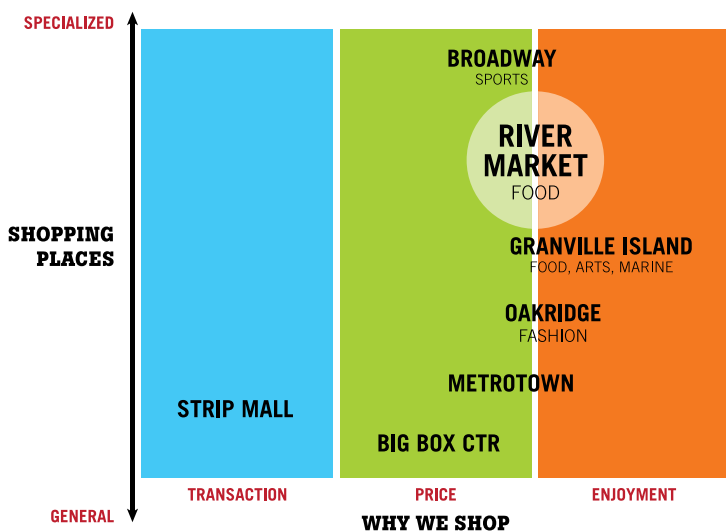 SPECIALIZED
BROADWAY
SPORTS
RIVER
MARKET
FOOD
SHOPPING
PLACES
GRANVILLE ISLAND
FOOD, ARTS, MARINE
OAKRIDGE
FASHION
METROTOWN
STRIP MALL
BIG BOX CTR
TRANSACTION
PRICE
ENJOYMENT
GENERAL
WHY WE SHOP